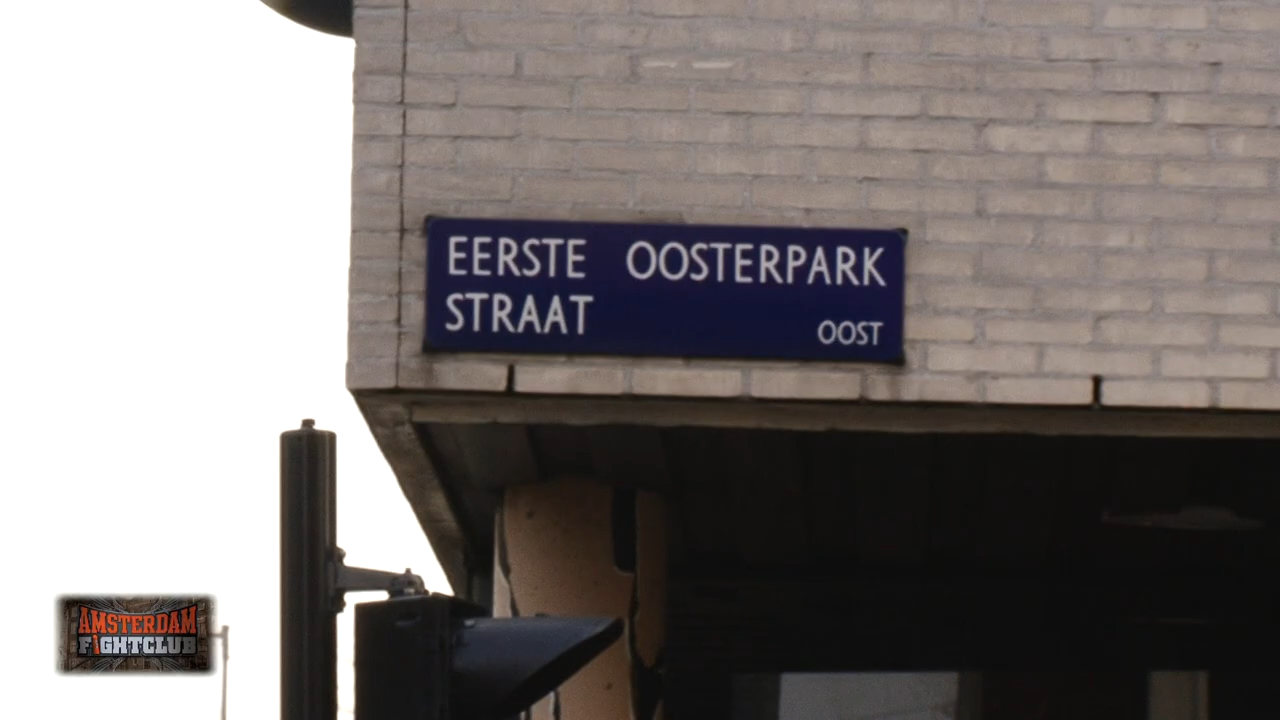 EERSTE OOSTERPARK
STRAAT
OOST
AMSTERDAM
FIGHTCLUB